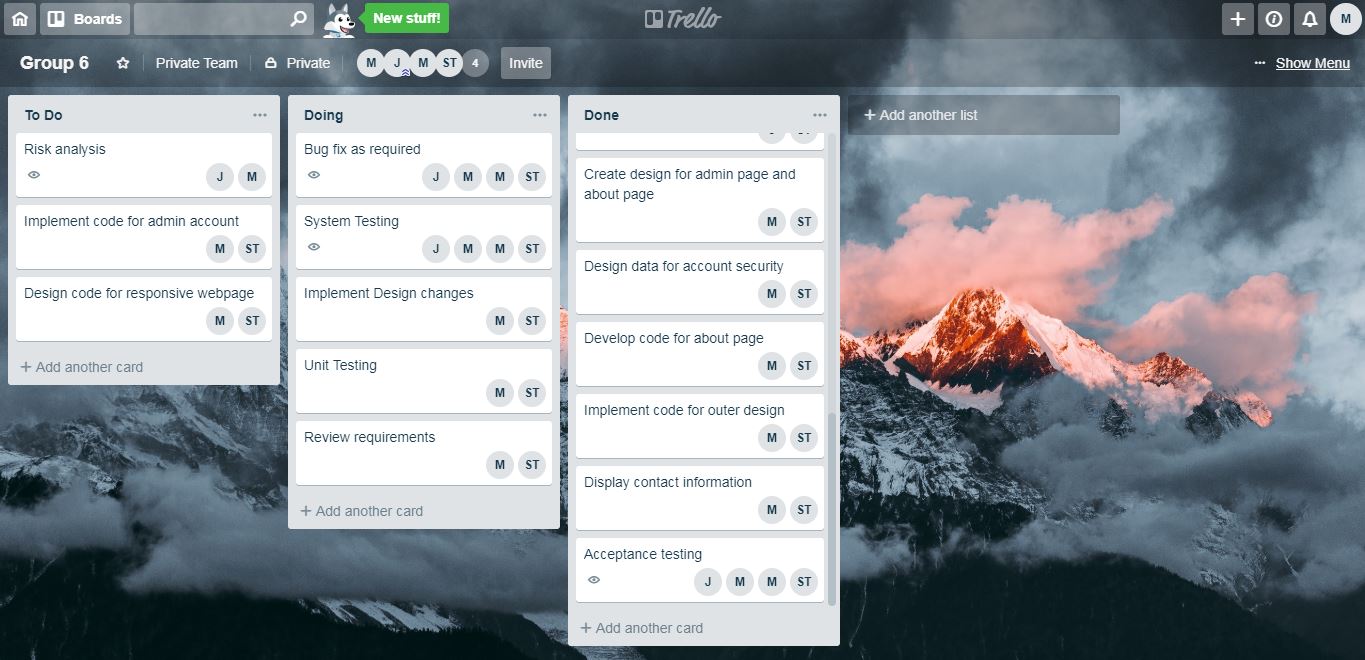 Boards
New stuff!
Trello
M
Group 6
Private Team
Private
M J M ST 4
Invite
... Show Menu
To Do ...
Risk analysis
J M
Implement code for admin account
M ST
Design code for responsive webpage
M ST
+ Add another card
Doing ...
Bug fix as required
J M M ST
System Testing
J M M ST
Implement Design changes
M ST
Unit Testing
M ST
Review requirements
M ST
+ Add another card
Done ...
Create design for admin page and
about page
M ST
Design data for account security
M ST
Develop code for about page
M ST
Implement code for outer design
M ST
Display contact information
M ST
Acceptance testing
J M M ST
+ Add another card
+ Add another list